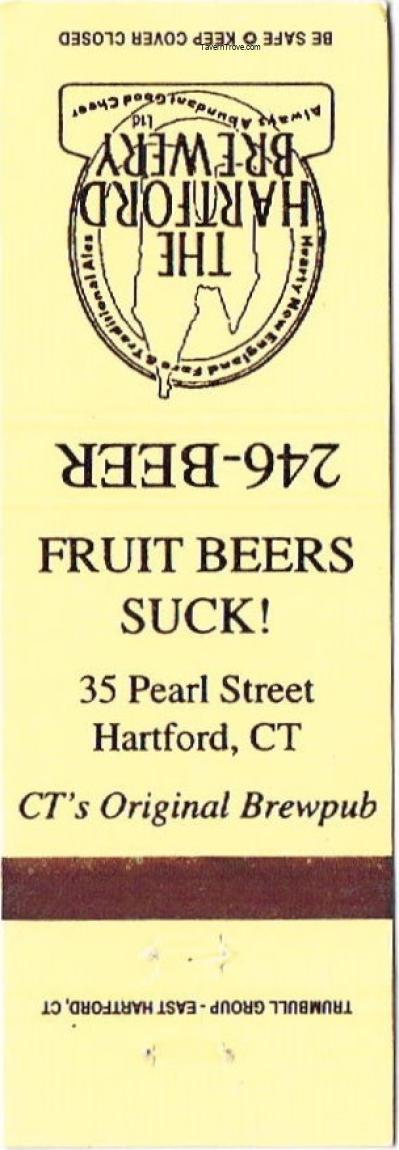 BE SAFE ✪ KEEP COVER CLOSED
TavernTrove.com
Always Abundant Good Cheer
THE
HARTFORD
BREWERY
Ltd
Hearty New England Fare & Traditional Ales
246-BEER
FRUIT BEERS
SUCK!
35 Pearl Street
Hartford, CT
CT's Original Brewpub
TRUMBULL GROUP - EAST HARTFORD, CT